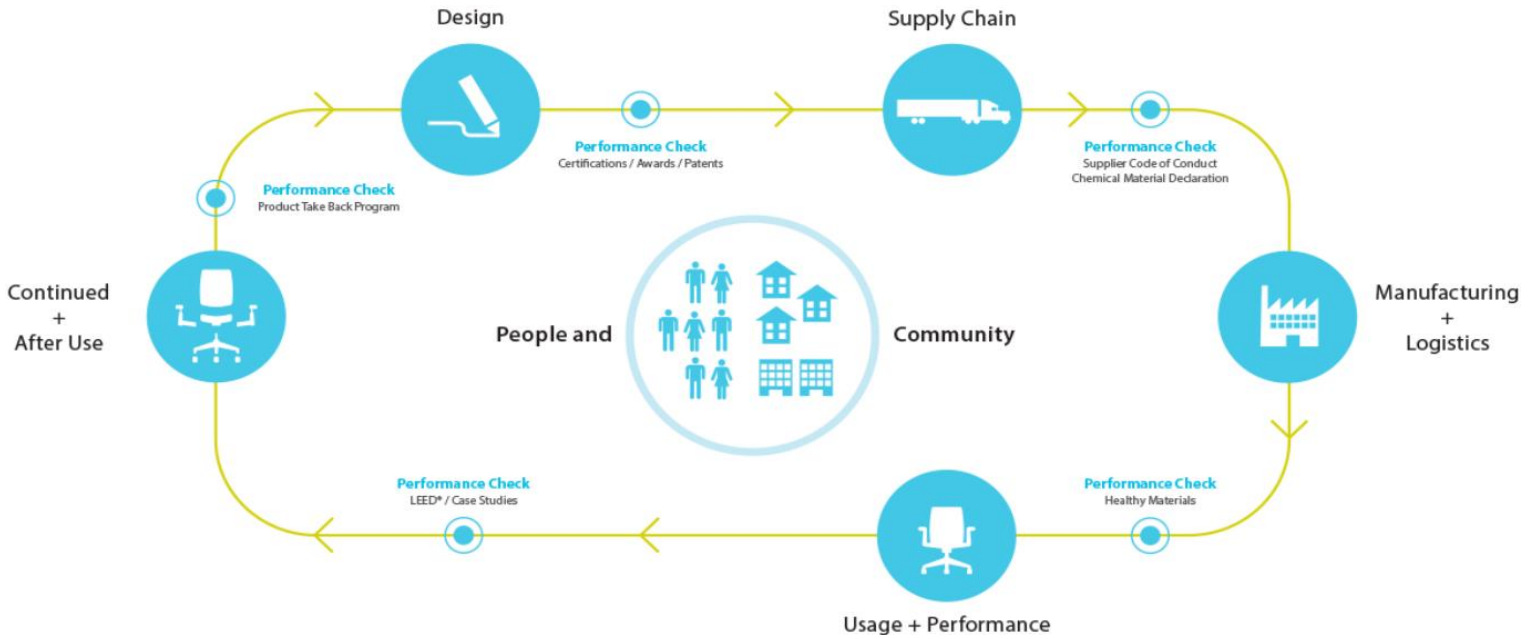 Design
Supply Chain
Performance Check
Certifications / Awards / Patents
Performance Check
Supplier Code of Conduct
Chemical Material Declaration
Performance Check
Product Take Back Program
Continued
+
After Use
People and
Community
Manufacturing
+
Logistics
Performance Check
LEED® / Case Studies
Performance Check
Healthy Materials
Usage + Performance